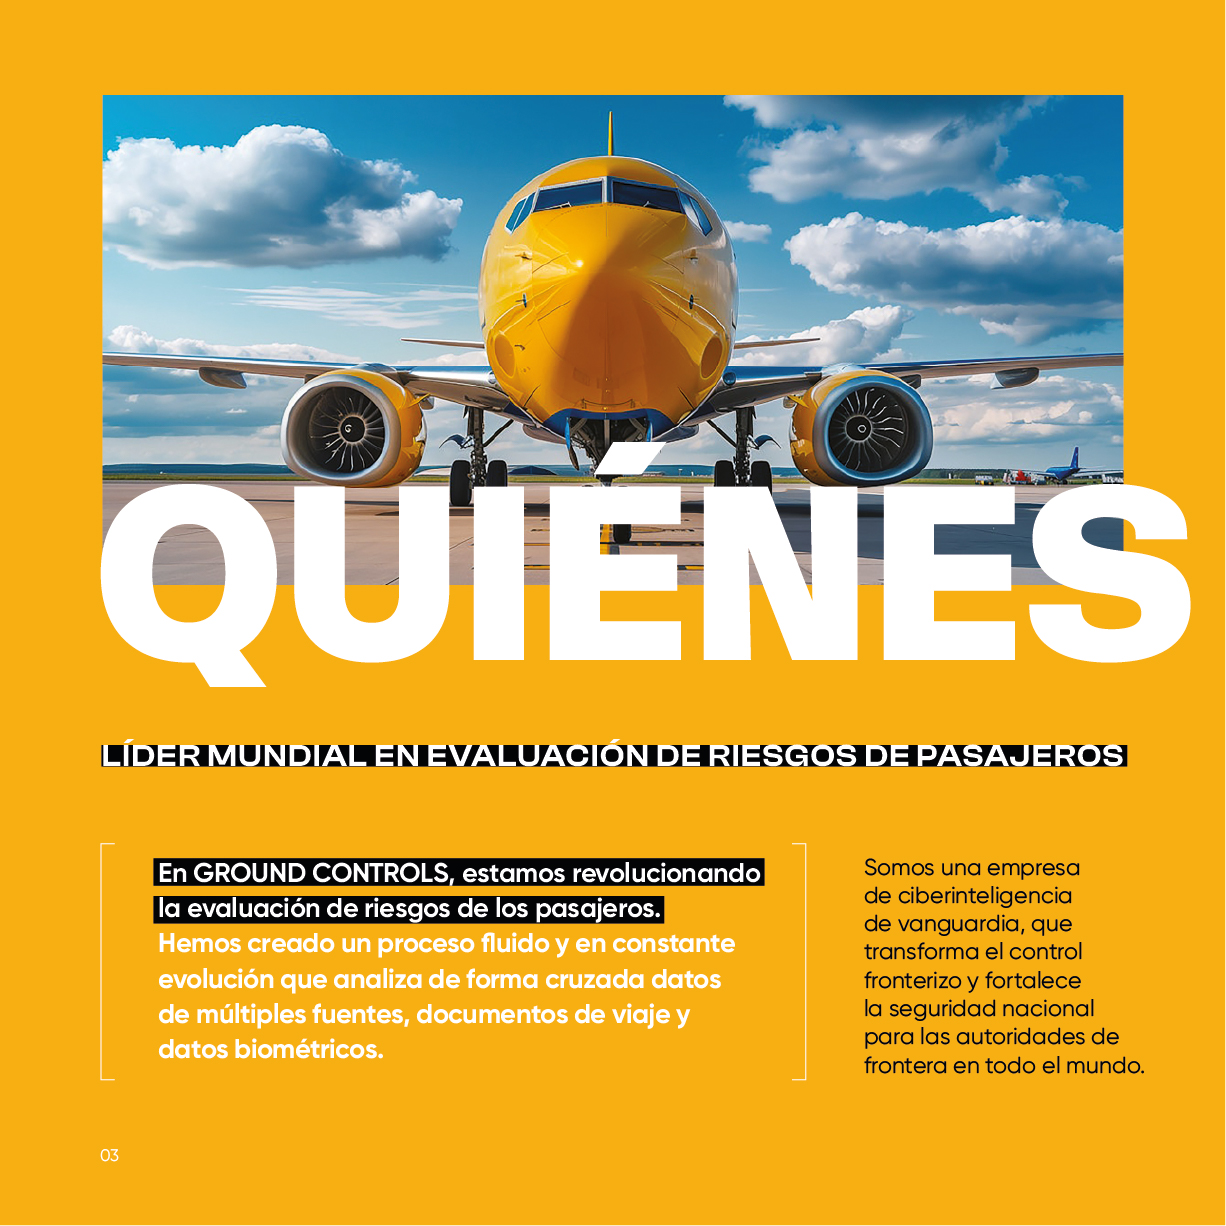 QUIÉNES
LÍDER MUNDIAL EN EVALUACIÓN DE RIESGOS DE PASAJEROS
En GROUND CONTROLS, estamos revolucionando
la evaluación de riesgos de los pasajeros.
Hemos creado un proceso fluido y en constante
evolución que analiza de forma cruzada datos
de múltiples fuentes, documentos de viaje y
datos biométricos.
Somos una empresa
de ciberinteligencia
de vanguardia, que
transforma el control
fronterizo y fortalece
la seguridad nacional
para las autoridades de
frontera en todo el mundo.
03